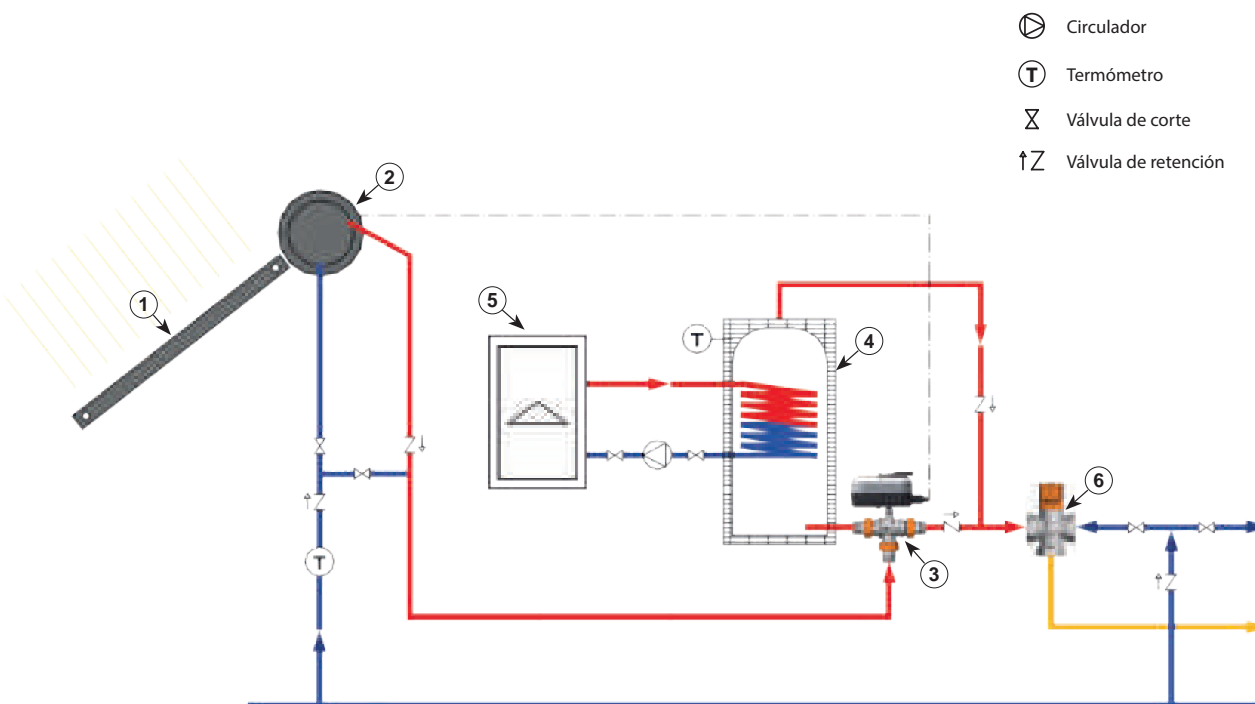 Circulador
T Termómetro
Válvula de corte
Válvula de retención
2
1
5
T
4
6
3
T